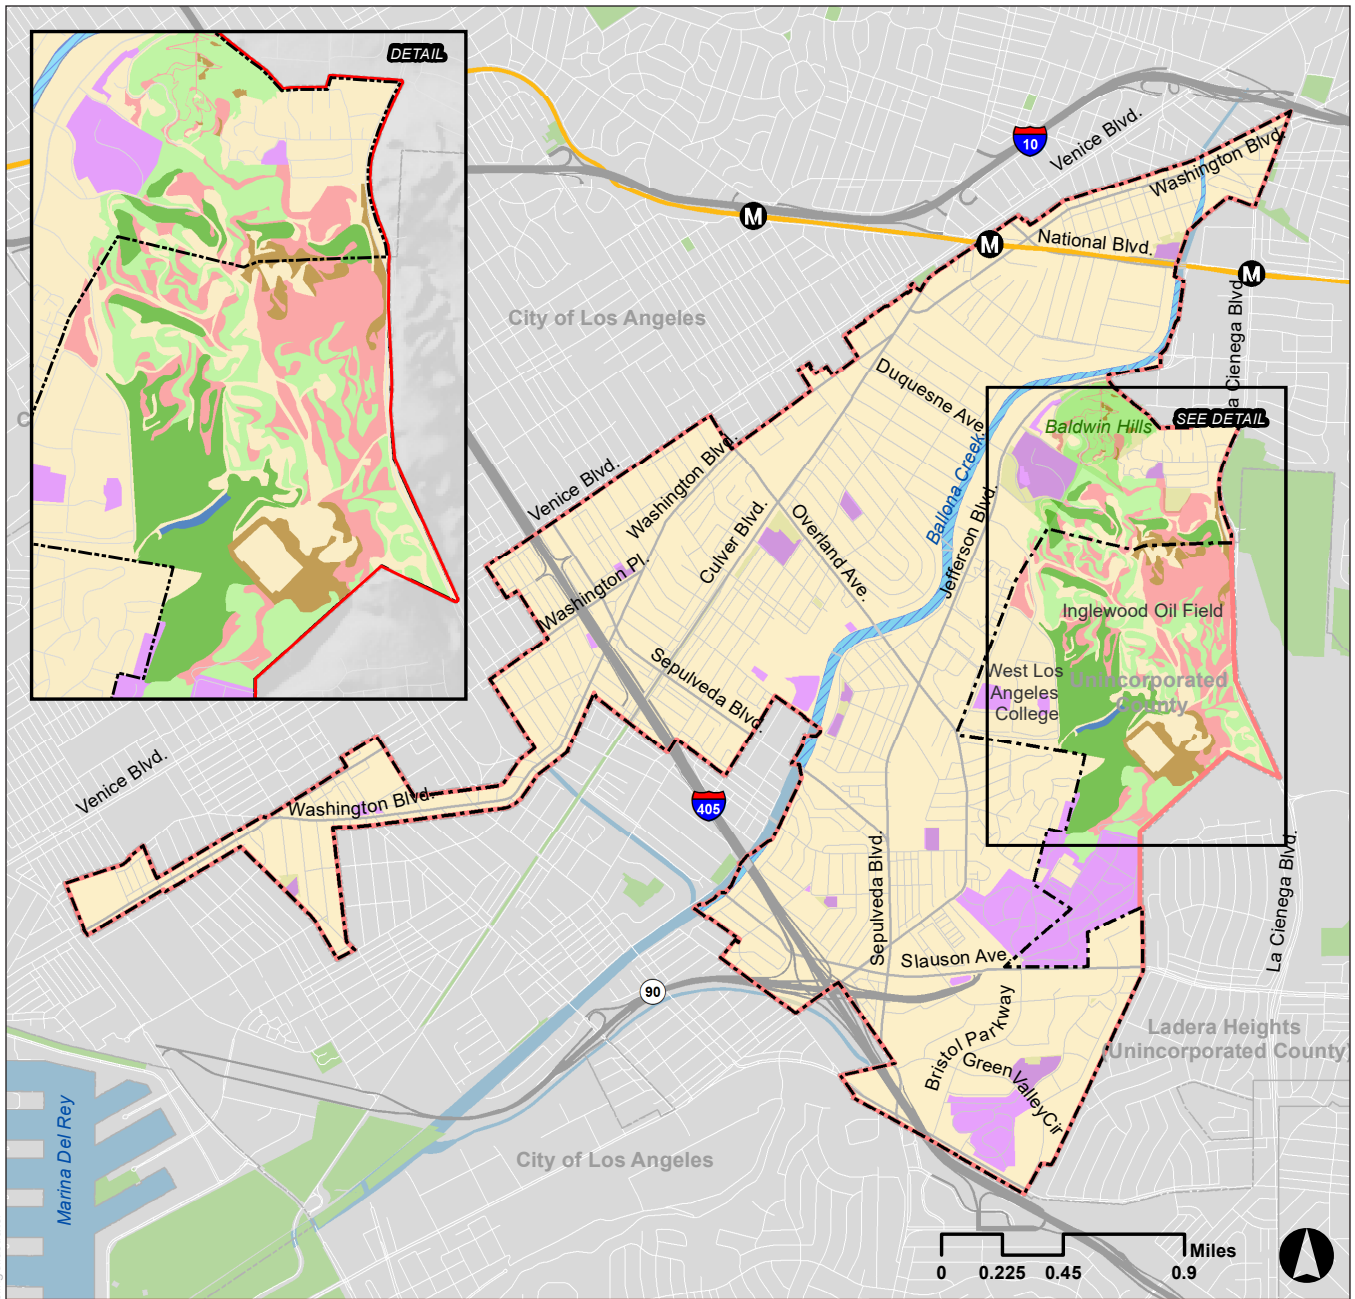 DETAIL
10
Venice Blvd.
Washington Blvd.
M
M
National Blvd.
M
City of Los Angeles
a Cienega Blvd.
Duquesne Ave.
SEE DETAIL
Baldwin Hills
C
Ballona Creek
Jefferson Blvd.
Venice Blvd.
Washington Blvd.
Culver Blvd.
Overland Ave.
Washington Pl.
Inglewood Oil Field
West Los
Angeles
College
Unincorporated
County
Sepulveda Blvd.
Venice Blvd.
Washington Blvd.
405
Sepulveda Blvd.
La Cienega Blvd.
Slauson Ave.
90
Bristol Parkway
Green ValleyCir
Ladera Heights
(Unincorporated County)
Marina Del Rey
City of Los Angeles
Miles
0 0.225 0.45 0.9